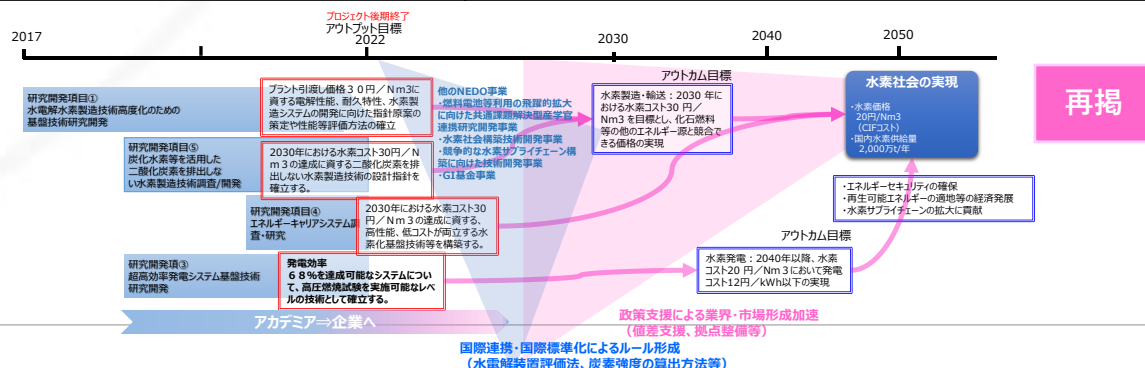 プロジェクト後期終了
アウトプット目標
2017
2022
2030
2040
2050
再掲
研究開発項目①
水電解水素製造技術高度化のための
基盤技術研究開発
プラント引渡し価格30円/Nm3に
資する電解性能、耐久特性、水素製
造システムの開発に向けた指針原案の
策定や性能等評価方法の確立
他のNEDO事業
・燃料電池等利用の飛躍的拡大
に向けた共通課題解決型産学官
連携研究開発事業
・水素社会構築技術開発事業
・競争的な水素サプライチェーン構
築に向けた技術開発事業
・GI基金事業
アウトカム目標
水素製造・輸送:2030 年に
おける水素コスト30 円/
Nm3を目標とし、化石燃料
等の他のエネルギー源と競合で
きる価格の実現
水素社会の実現
・水素価格
20円/Nm3
(CIFコスト)
・国内水素供給量
2,000万t/年
研究開発項目⑤
炭化水素等を活用した
二酸化炭素を排出しな
い水素製造技術調査/開発
2030年における水素コスト30円/N
m3の達成に資する二酸化炭素を排
出しない水素製造技術の設計指針を
確立する。
研究開発項目④
エネルギーキャリアシステム調
査・研究
2030年における水素コスト30
円/Nm3の達成に資する、
高性能、低コストが両立する水
素化基盤技術等を構築する。
・エネルギーセキュリティの確保
・再生可能エネルギーの適地等の経済発展
・水素サプライチェーンの拡大に貢献
研究開発項③
超高効率発電システム基盤技術
研究開発
発電効率
68%を達成可能なシステムについ
て、高圧燃焼試験を実施可能なレベ
ルの技術として確立する。
アウトカム目標
水素発電:2040年以降、水素
コスト20 円/Nm3において発電
コスト12円/kWh以下の実現
アカデミア⇒企業へ
政策支援による業界・市場形成加速
(値差支援、拠点整備等)
国際連携・国際標準化によるルール形成
(水電解装置評価法、炭素強度の算出方法等)